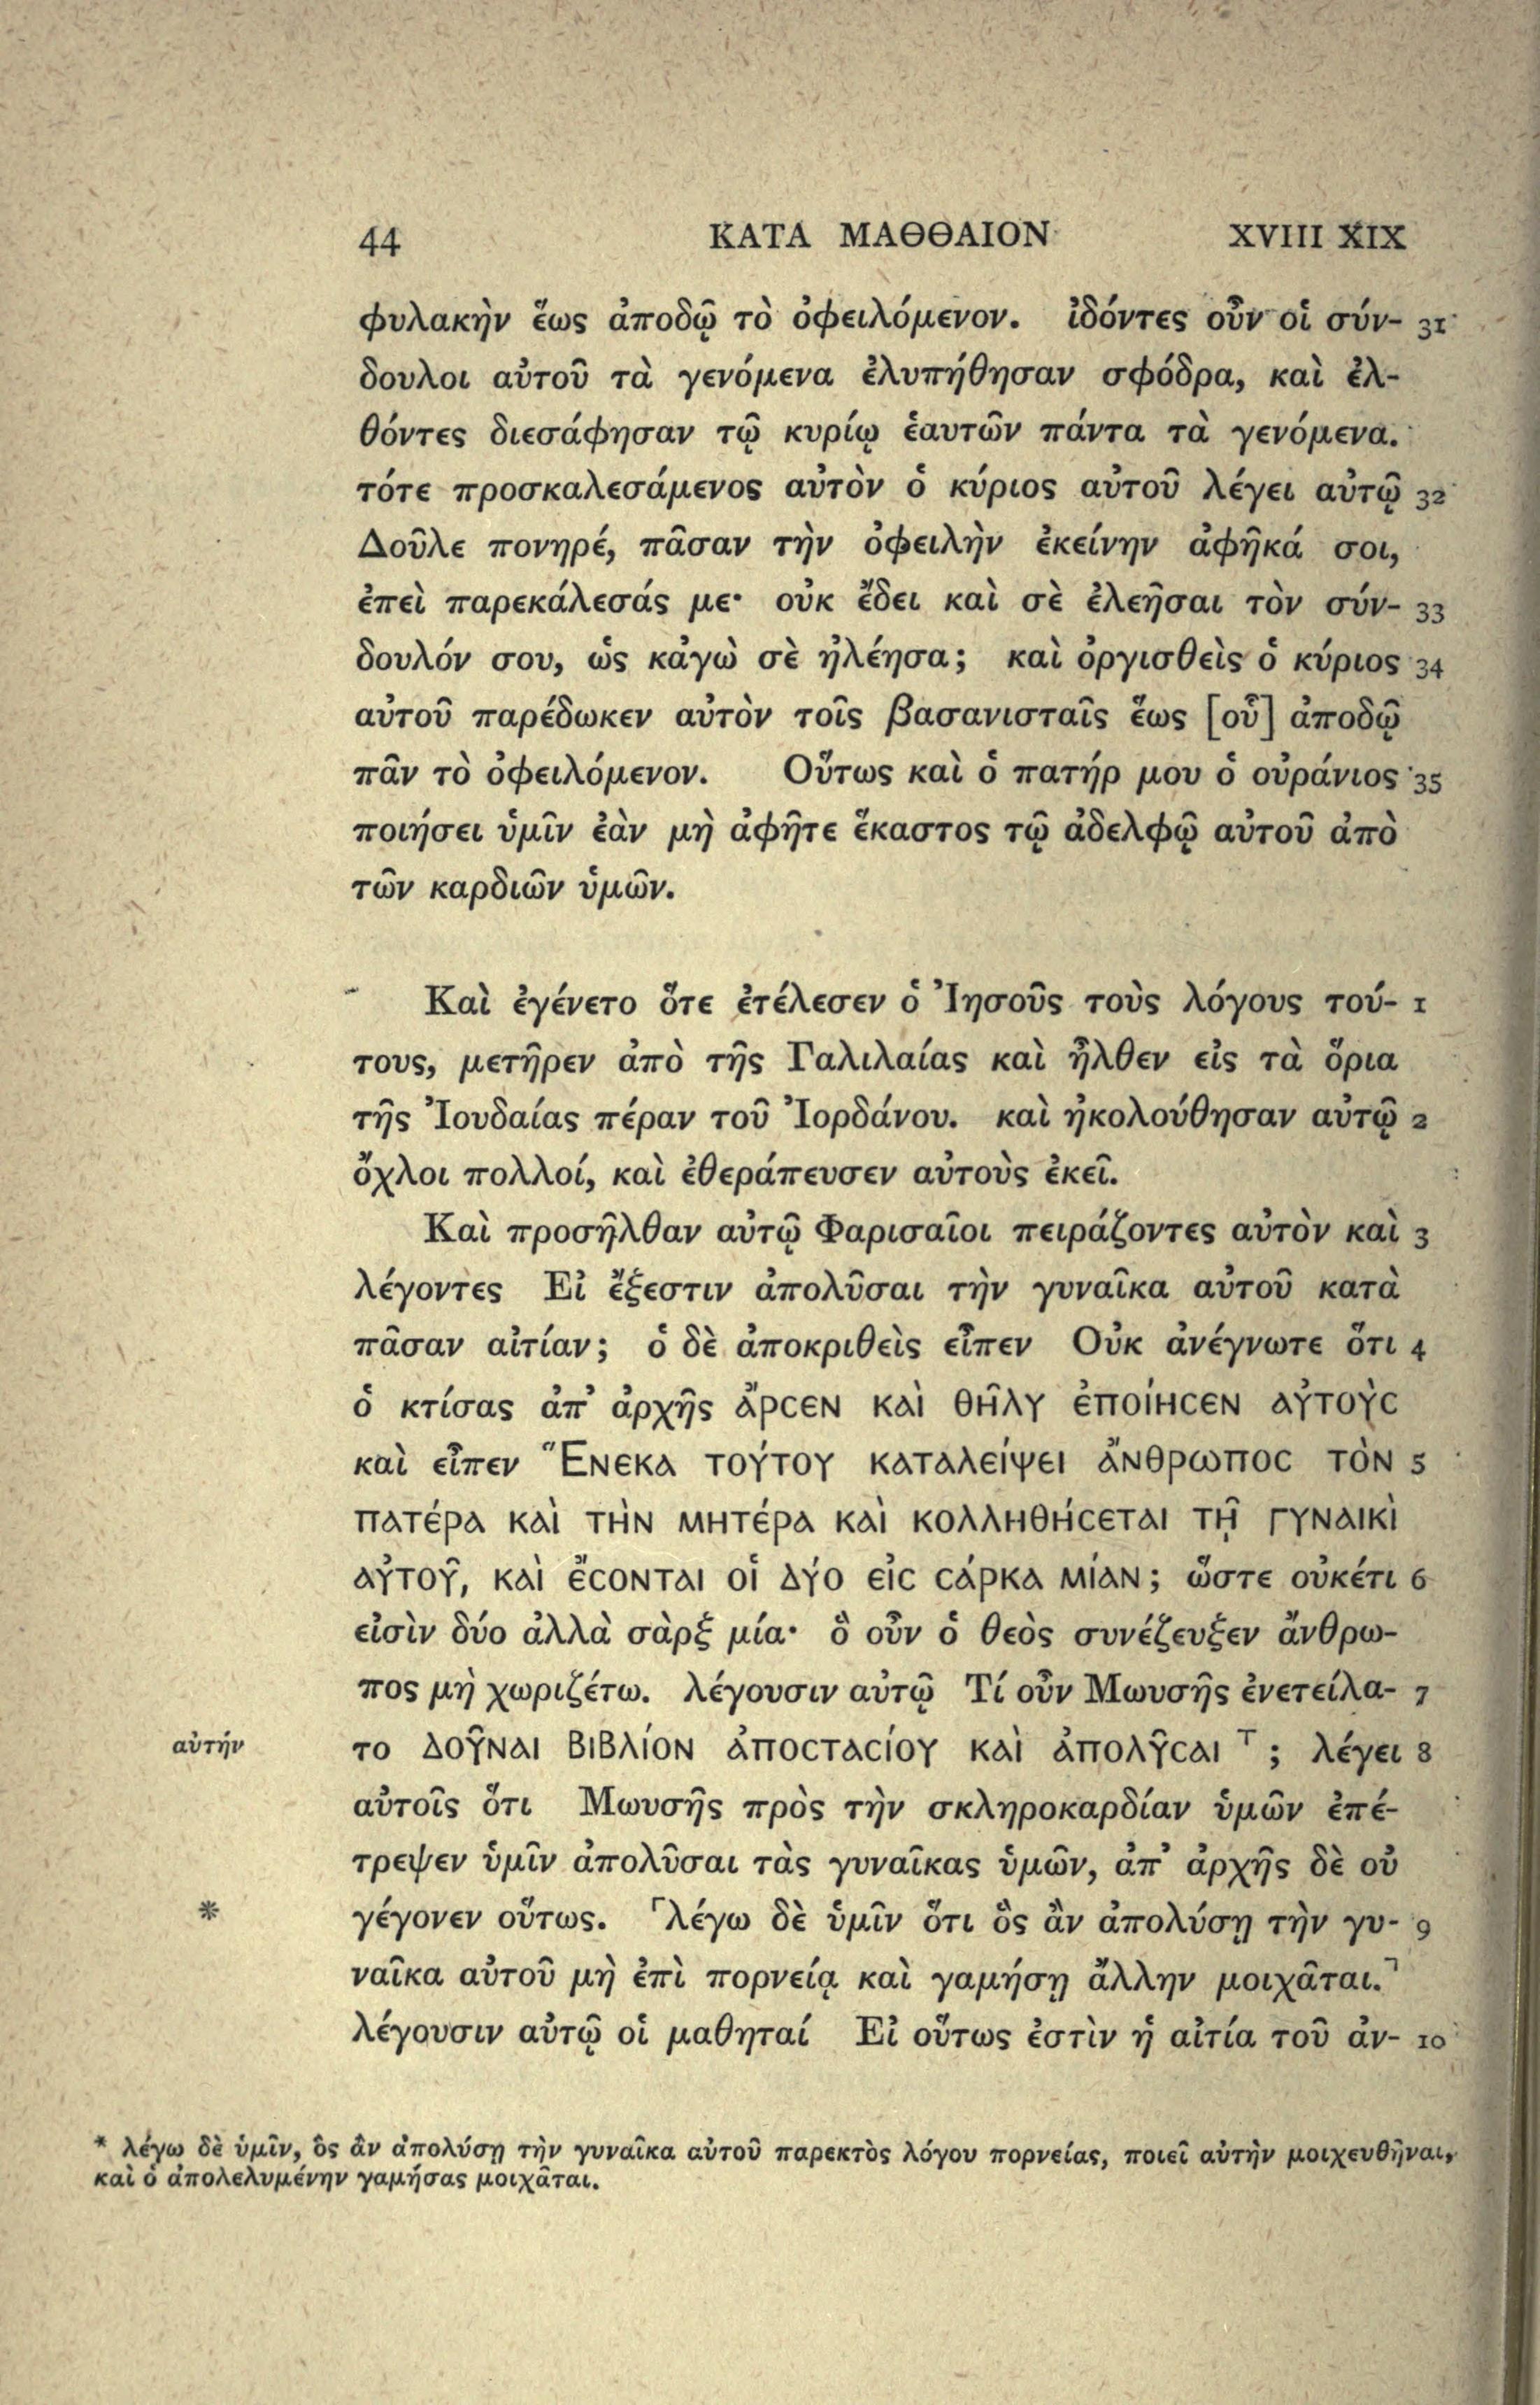 44 ΚΑΤΑ ΜΑΘΘΑΙΟΝ XVIII XIX
φυλακὴν ἕως ἀποδῷ τὸ ὀφειλόμενον. ἰδόντες οὖν οἱ σύν- 31
δουλοι αὐτοῦ τὰ γενόμενα ἐλυπήθησαν σφόδρα, καὶ ἐλ-
θόντες διεσάφησαν τῷ κυρίῳ ἑαυτῶν πάντα τὰ γενόμενα.
τότε προσκαλεσάμενος αὐτὸν ὁ κύριος αὐτοῦ λέγει αὐτῷ 32
Δοῦλε πονηρέ, πᾶσαν τὴν ὀφειλὴν ἐκείνην ἀφῆκά σοι,
ἐπεὶ παρεκάλεσάς με· οὐκ ἔδει καὶ σὲ ἐλεῆσαι τὸν σύν- 33
δουλόν σου, ὡς κἀγὼ σὲ ἠλέησα; καὶ ὀργισθεὶς ὁ κύριος 34
αὐτοῦ παρέδωκεν αὐτὸν τοῖς βασανισταῖς ἕως [οὗ] ἀποδῷ
πᾶν τὸ ὀφειλόμενον. Οὕτως καὶ ὁ πατήρ μου ὁ οὐράνιος 35
ποιήσει ὑμῖν ἐὰν μὴ ἀφῆτε ἕκαστος τῷ ἀδελφῷ αὐτοῦ ἀπὸ
τῶν καρδιῶν ὑμῶν.
Καὶ ἐγένετο ὅτε ἐτέλεσεν ὁ Ἰησοῦς τοὺς λόγους τού- 1
τους, μετῆρεν ἀπὸ τῆς Γαλιλαίας καὶ ἦλθεν εἰς τὰ ὅρια
τῆς Ἰουδαίας πέραν τοῦ Ἰορδάνου. καὶ ἠκολούθησαν αὐτῷ 2
ὄχλοι πολλοί, καὶ ἐθεράπευσεν αὐτοὺς ἐκεῖ.
Καὶ προσῆλθαν αὐτῷ Φαρισαῖοι πειράζοντες αὐτὸν καὶ 3
λέγοντες Εἰ ἔξεστιν ἀπολῦσαι τὴν γυναῖκα αὐτοῦ κατὰ
πᾶσαν αἰτίαν; ὁ δὲ ἀποκριθεὶς εἶπεν Οὐκ ἀνέγνωτε ὅτι 4
ὁ κτίσας ἀπ᾽ ἀρχῆς ἄρσεν καὶ θῆλυ ἐποίησεν αὐτοὺς
καὶ εἶπεν Ἕνεκα τούτου καταλείψει ἄνθρωπος τὸν 5
πατέρα καὶ τὴν μητέρα καὶ κολληθήσεται τῇ γυναικὶ
αὐτοῦ, καὶ ἔσονται οἱ δύο εἰς σάρκα μίαν; ὥστε οὐκέτι 6
εἰσὶν δύο ἀλλὰ σὰρξ μία· ὃ οὖν ὁ θεὸς συνέζευξεν ἄνθρω-
πος μὴ χωριζέτω. λέγουσιν αὐτῷ Τί οὖν Μωυσῆς ἐνετείλα- 7
αὐτήν το δοῦναι βιβλίον ἀποστασίου καὶ ἀπολῦσαι ⸆; λέγει 8
αὐτοῖς ὅτι Μωυσῆς πρὸς τὴν σκληροκαρδίαν ὑμῶν ἐπέ-
τρεψεν ὑμῖν ἀπολῦσαι τὰς γυναῖκας ὑμῶν, ἀπ᾽ ἀρχῆς δὲ οὐ
* γέγονεν οὕτως. ⌜λέγω δὲ ὑμῖν ὅτι ὃς ἂν ἀπολύσῃ τὴν γυ- 9
ναῖκα αὐτοῦ μὴ ἐπὶ πορνείᾳ καὶ γαμήσῃ ἄλλην μοιχᾶται.⌝
λέγουσιν αὐτῷ οἱ μαθηταί Εἰ οὕτως ἐστὶν ἡ αἰτία τοῦ ἀν- 10
* λέγω δὲ ὑμῖν, ὃς ἂν ἀπολύσῃ τὴν γυναῖκα αὐτοῦ παρεκτὸς λόγου πορνείας, ποιεῖ αὐτὴν μοιχευθῆναι,
καὶ ὁ ἀπολελυμένην γαμήσας μοιχᾶται.